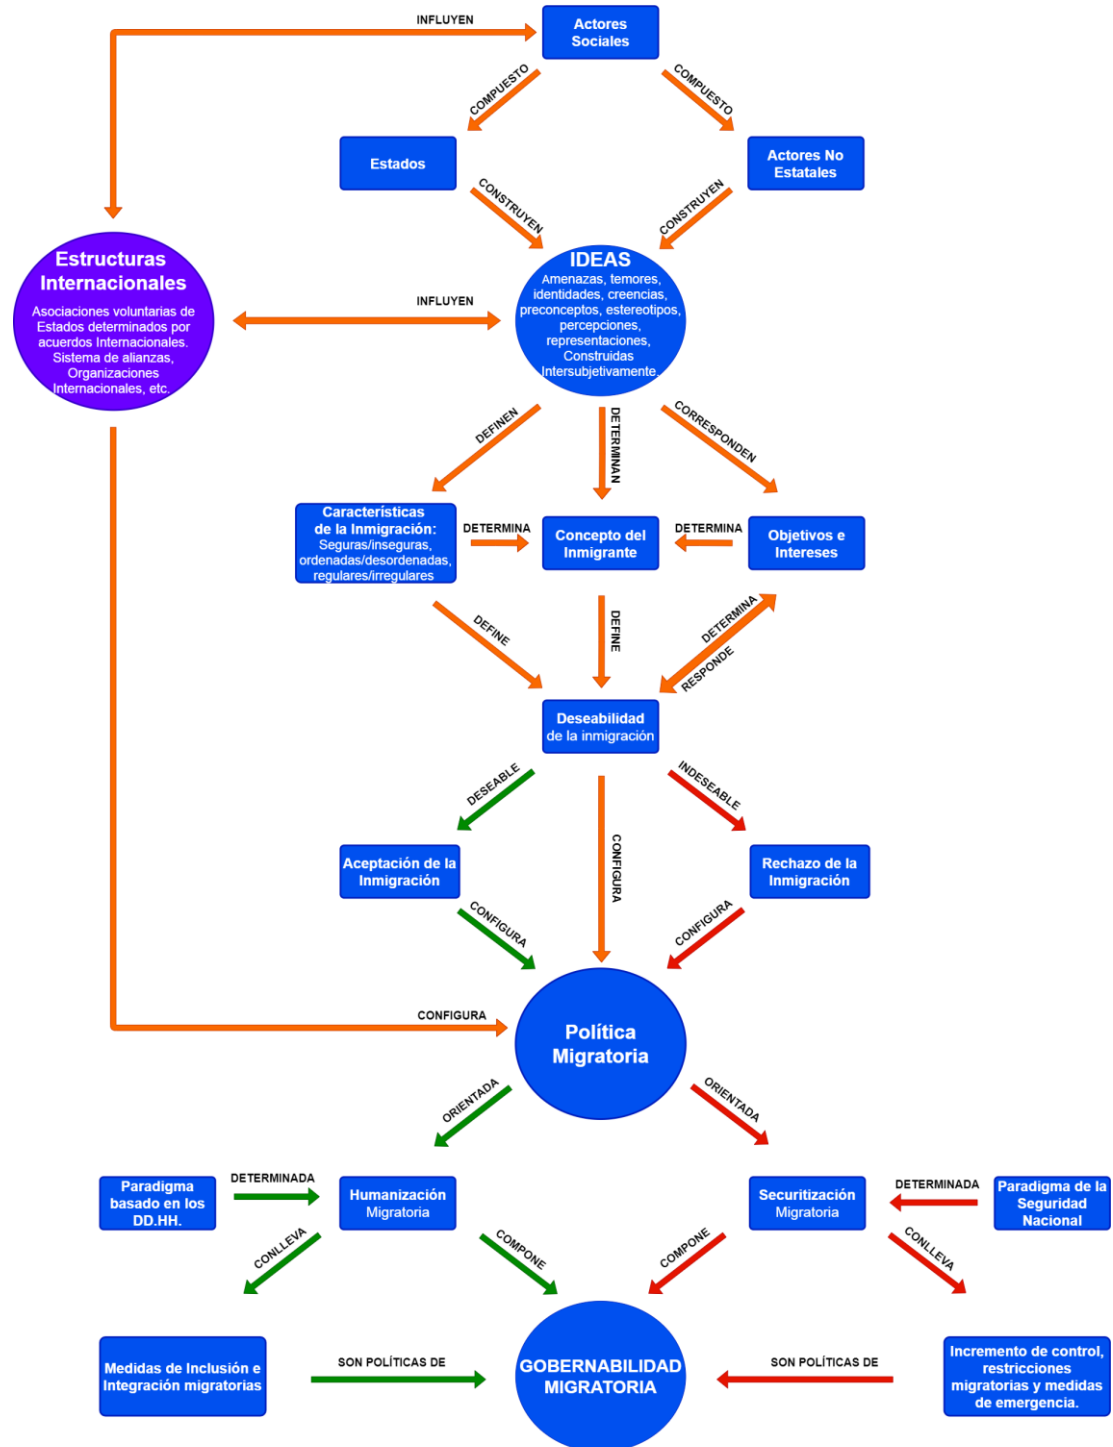 INFLUYEN
Actores
Sociales
COMPUESTO
COMPUESTO
Estados
Actores No
Estatales
CONSTRUYEN
CONSTRUYEN
Estructuras
Internacionales
Asociaciones voluntarias de
Estados determinados por
acuerdos Internacionales.
Sistema de alianzas,
Organizaciones
Internacionales, etc.
INFLUYEN
IDEAS
Amenazas, temores,
identidades, creencias,
preconceptos, estereotipos,
percepciones,
representaciones,
Construidas
Intersubjetivamente.
DEFINEN
DETERMINAN
CORRESPONDEN
Características
de la Inmigración:
Seguras/inseguras,
ordenadas/desordenadas,
regulares/irregulares
DETERMINA
Concepto del
Inmigrante
DETERMINA
Objetivos e
Intereses
DEFINE
DEFINE
DETERMINA
RESPONDE
Deseabilidad
de la inmigración
DESEABLE
INDESEABLE
Aceptación de la
Inmigración
CONFIGURA
Rechazo de la
Inmigración
CONFIGURA
CONFIGURA
CONFIGURA
Política
Migratoria
ORIENTADA
ORIENTADA
Paradigma
basado en los
DD.HH.
DETERMINADA
Humanización
Migratoria
Securitización
Migratoria
DETERMINADA
Paradigma de la
Seguridad
Nacional
CONLLEVA
COMPONE
COMPONE
CONLLEVA
Medidas de Inclusión e
Integración migratorias
SON POLÍTICAS DE
GOBERNABILIDAD
MIGRATORIA
SON POLÍTICAS DE
Incremento de control,
restricciones
migratorias y medidas
de emergencia.